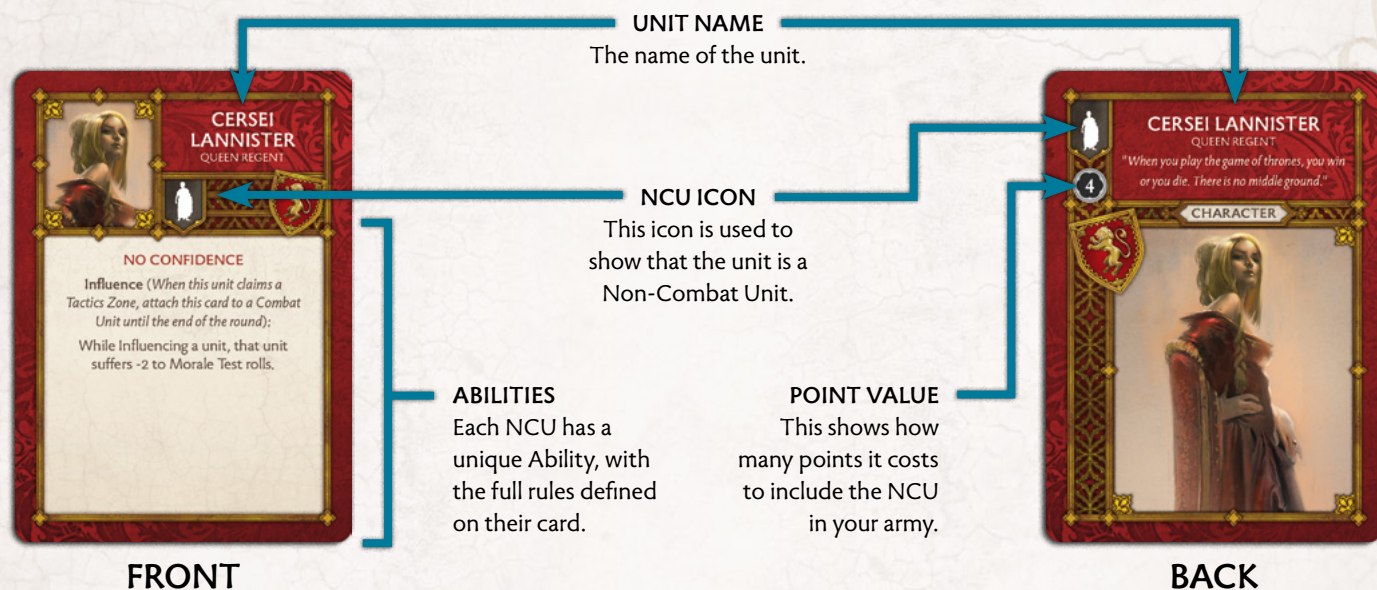 UNIT NAME
The name of the unit.
CERSEI
LANNISTER
QUEEN REGENT
NO CONFIDENCE
Influence (When this unit claims a
Tactics Zone, attach this card to a Combat
Unit until the end of the round):
While Influencing a unit, that unit
suffers -2 to Morale Test rolls.
FRONT
NCU ICON
This icon is used to
show that the unit is a
Non-Combat Unit.
ABILITIES
Each NCU has a
unique Ability, with
the full rules defined
on their card.
POINT VALUE
This shows how
many points it costs
to include the NCU
in your army.
CERSEI LANNISTER
QUEEN REGENT
"When you play the game of thrones, you win
or you die. There is no middle ground."
4
CHARACTER
BACK